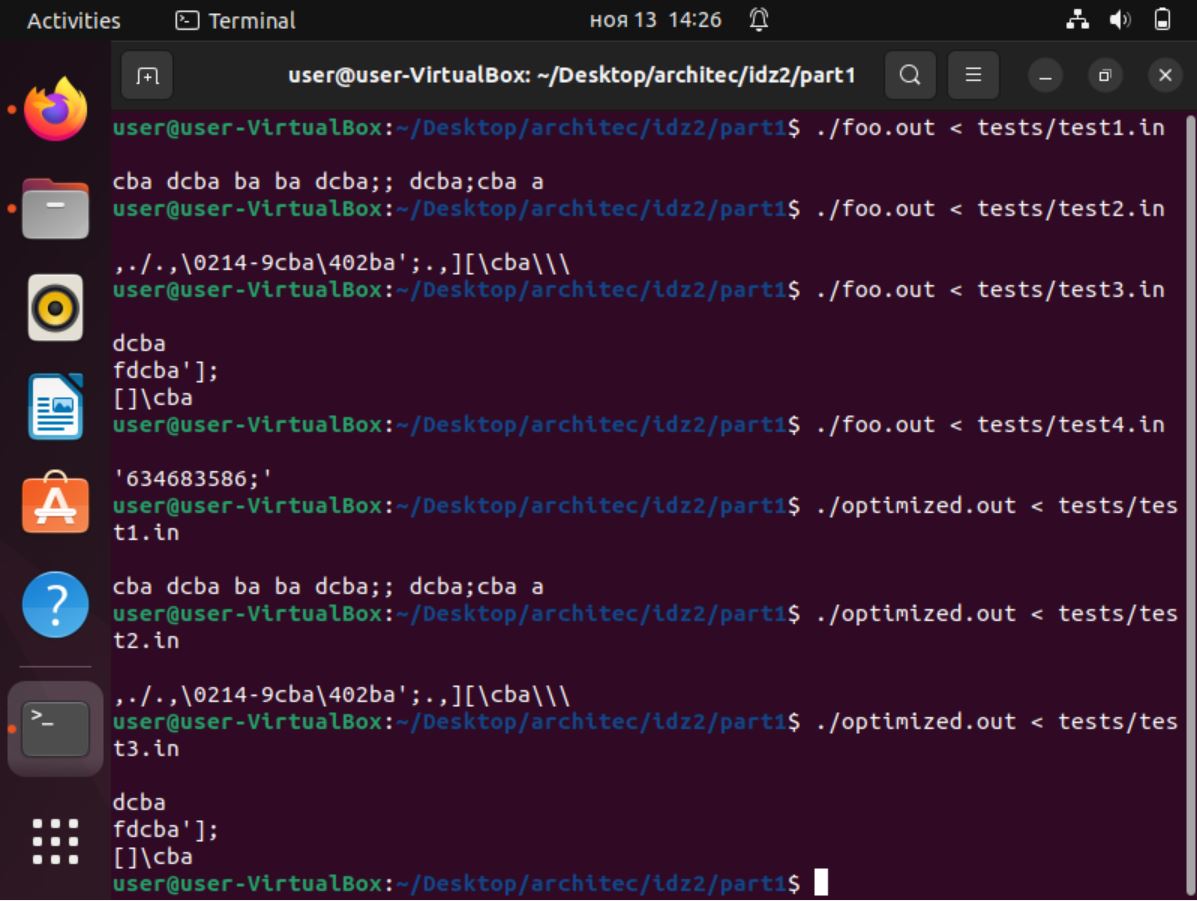 Activities Terminal ноя 13 14:26
user@user-VirtualBox: ~/Desktop/architec/idz2/part1
user@user-VirtualBox:~/Desktop/architec/idz2/part1$ ./foo.out < tests/test1.in

cba dcba ba ba dcba;; dcba;cba a
user@user-VirtualBox:~/Desktop/architec/idz2/part1$ ./foo.out < tests/test2.in

,./.,\0214-9cba\402ba';.,][\cba\\\
user@user-VirtualBox:~/Desktop/architec/idz2/part1$ ./foo.out < tests/test3.in

dcba
fdcba'];
[]\cba
user@user-VirtualBox:~/Desktop/architec/idz2/part1$ ./foo.out < tests/test4.in

'634683586;'
user@user-VirtualBox:~/Desktop/architec/idz2/part1$ ./optimized.out < tests/tes
t1.in

cba dcba ba ba dcba;; dcba;cba a
user@user-VirtualBox:~/Desktop/architec/idz2/part1$ ./optimized.out < tests/tes
t2.in

,./.,\0214-9cba\402ba';.,][\cba\\\
user@user-VirtualBox:~/Desktop/architec/idz2/part1$ ./optimized.out < tests/tes
t3.in

dcba
fdcba'];
[]\cba
user@user-VirtualBox:~/Desktop/architec/idz2/part1$